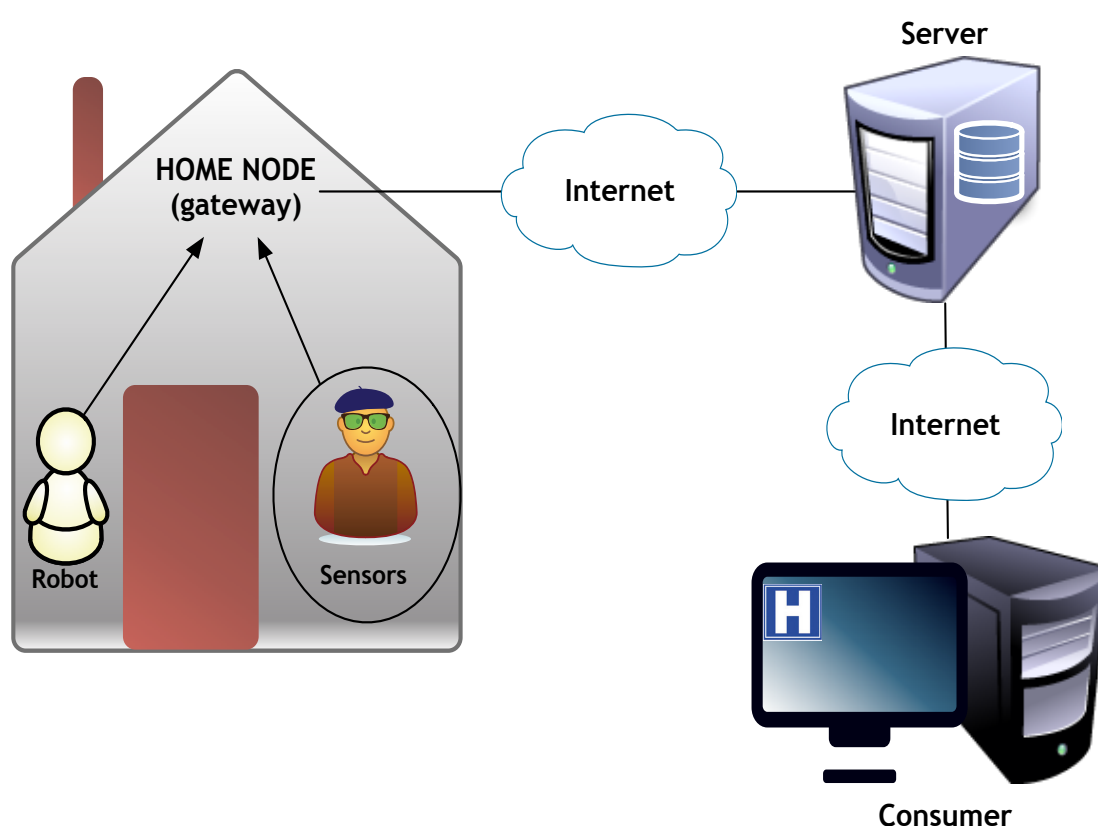 Server
HOME NODE
(gateway)
Internet
Internet
Robot
Sensors
H
Consumer